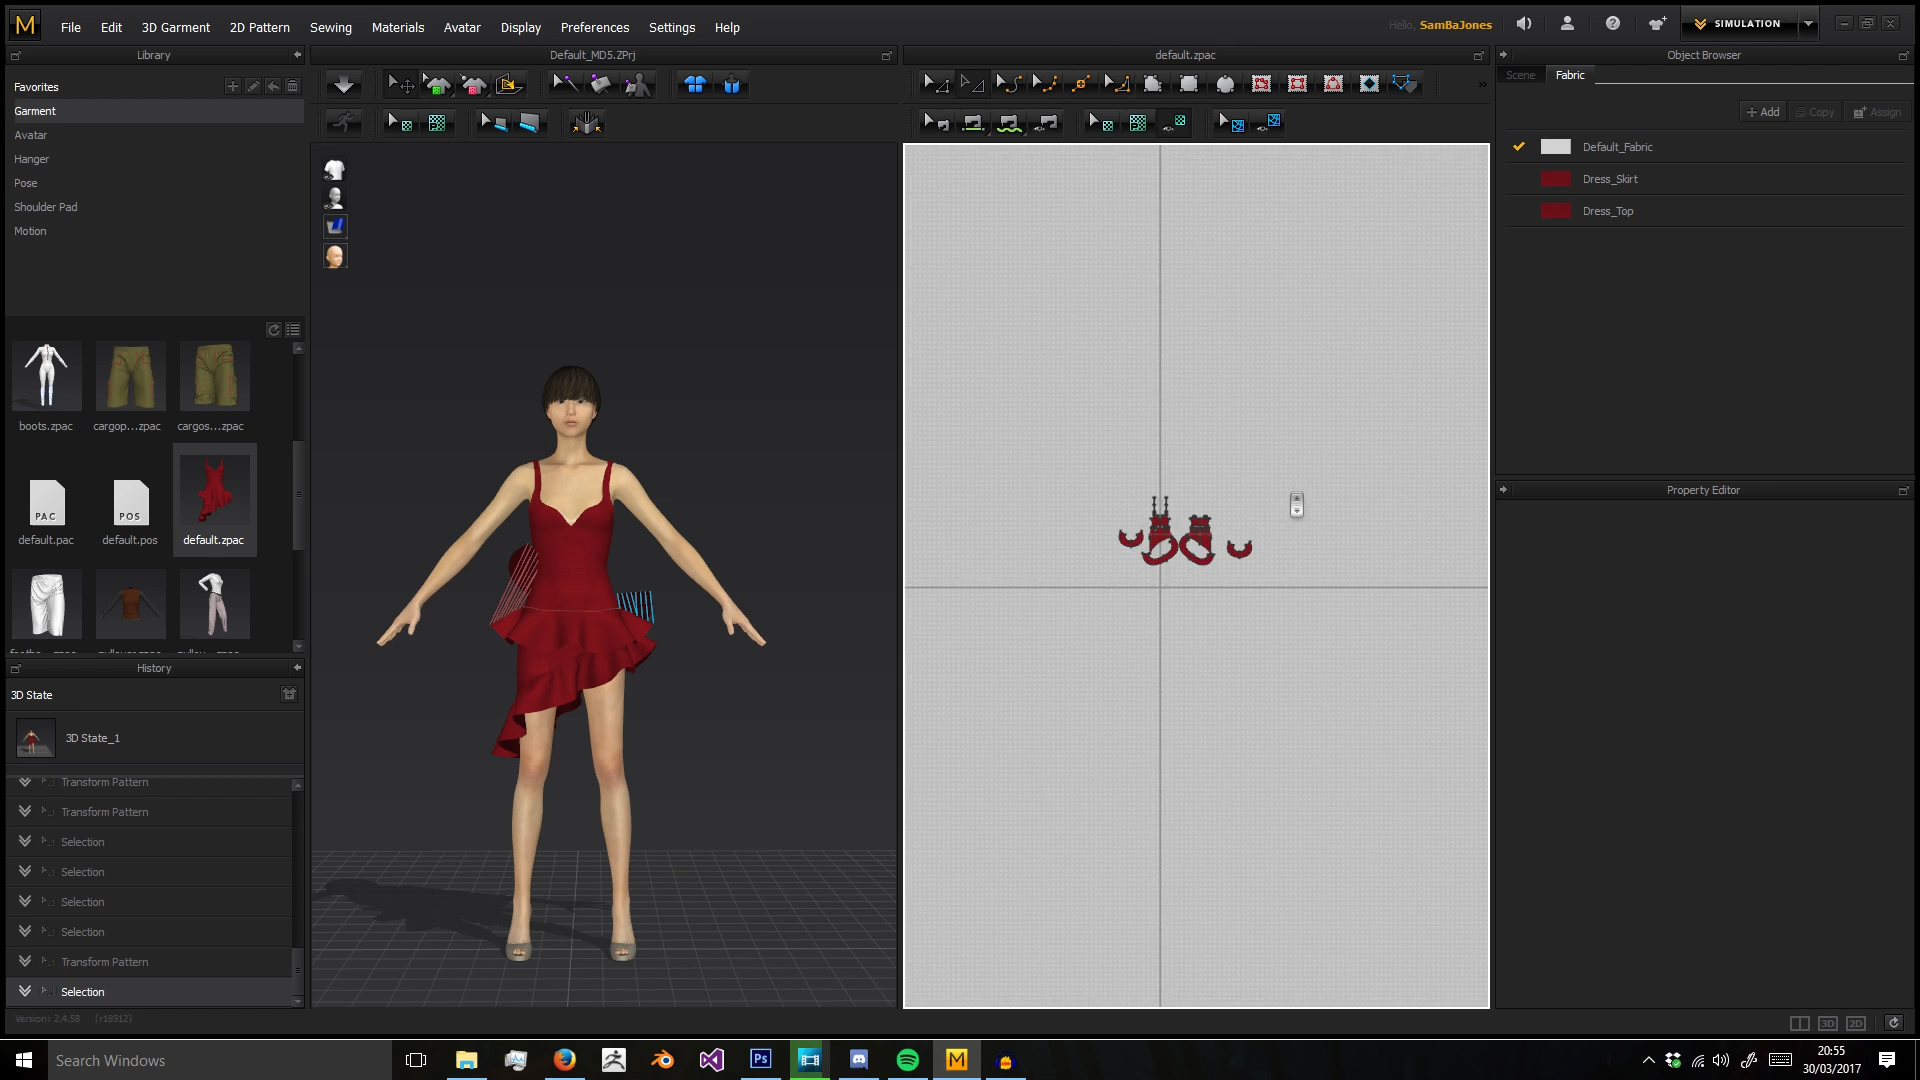 M File Edit 3D Garment 2D Pattern Sewing Materials Avatar Display Preferences Settings Help Hello, SamBaJones SIMULATION
Library Default_MD5.ZPrj default.zpac Object Browser
Scene Fabric
Favorites
Garment
Avatar
Hanger
Pose
Shoulder Pad
Motion
+ Add Copy Assign
Default_Fabric
Dress_Skirt
Dress_Top
boots.zpac cargop...zpac cargos...zpac
PAC POS
default.pac default.pos default.zpac
Property Editor
History
3D State
3D State_1
Transform Pattern
Transform Pattern
Selection
Selection
Selection
Selection
Transform Pattern
Selection
Version: 2.4.58 (r18912)
3D 2D
Search Windows
Ps
M
20:55
30/03/2017